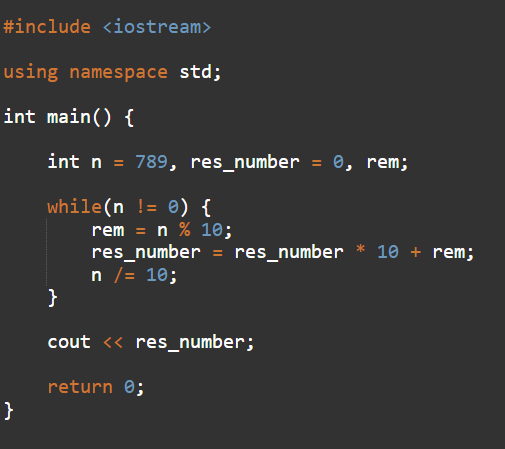 #include <iostream>
using namespace std;
int main() {
int n = 789, res_number = 0, rem;
while(n != 0) {
rem = n % 10;
res_number = res_number * 10 + rem;
n /= 10;
}
cout << res_number;
return 0;
}